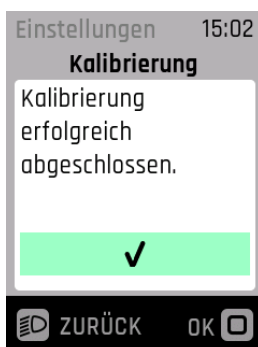 Einstellungen 15:02
Kalibrierung
Kalibrierung
erfolgreich
abgeschlossen.
ZURÜCK OK